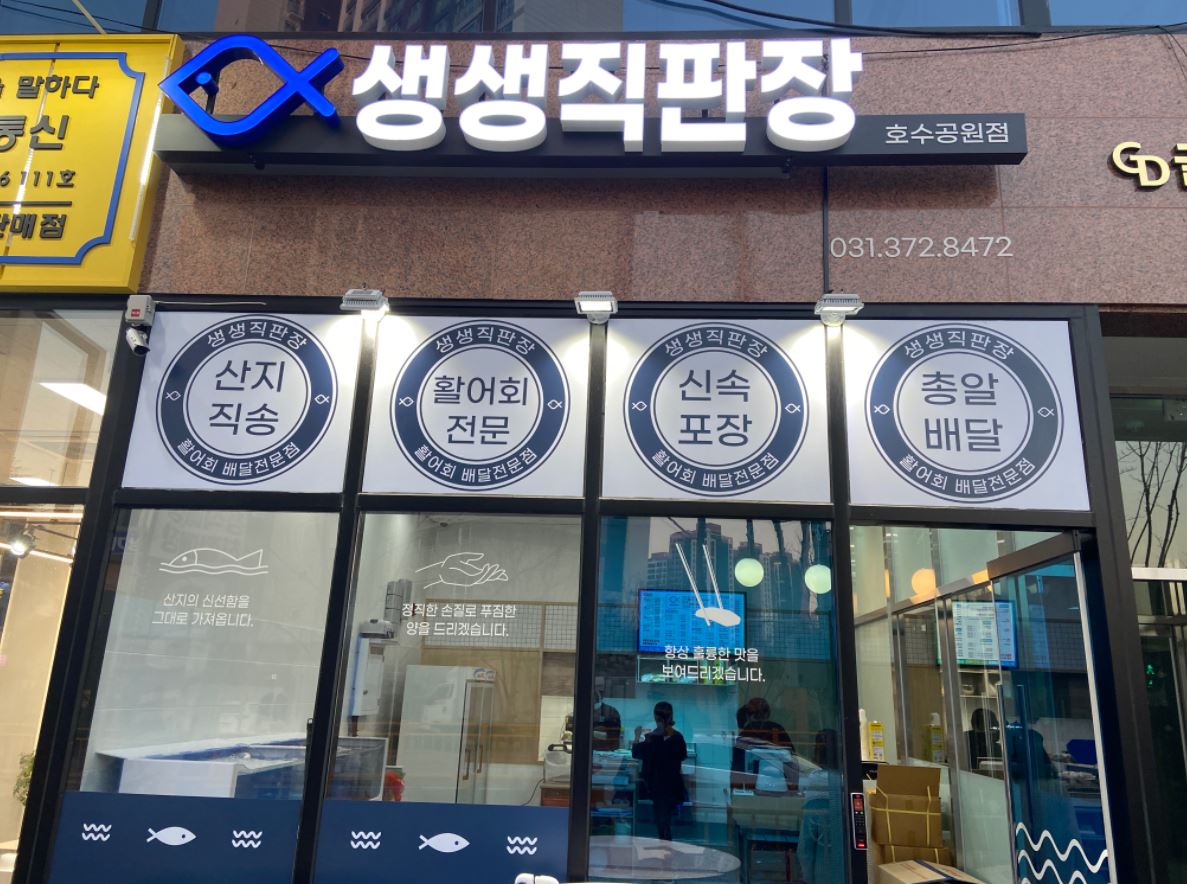 말하다
통신
111호
판매점
생생직판장
호수공원점
GD
031.372.8472
생생직판장
산지
직송
활어회 배달전문점
생생직판장
활어회
전문
활어회 배달전문점
생생직판장
신속
포장
활어회 배달전문점
생생직판장
총알
배달
활어회 배달전문점
산지의 신선함을
그대로 가져옵니다.
정직한 손질로 푸짐한
양을 드리겠습니다.
항상 훌륭한 맛을
보여드리겠습니다.